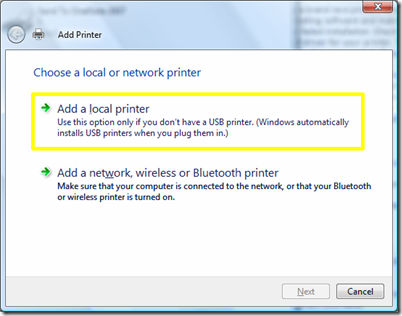 Add Printer
Choose a local or network printer
Add a local printer
Use this option only if you don't have a USB printer. (Windows automatically
installs USB printers when you plug them in.)
Add a network, wireless or Bluetooth printer
Make sure that your computer is connected to the network, or that your Bluetooth
or wireless printer is turned on.
Next
Cancel